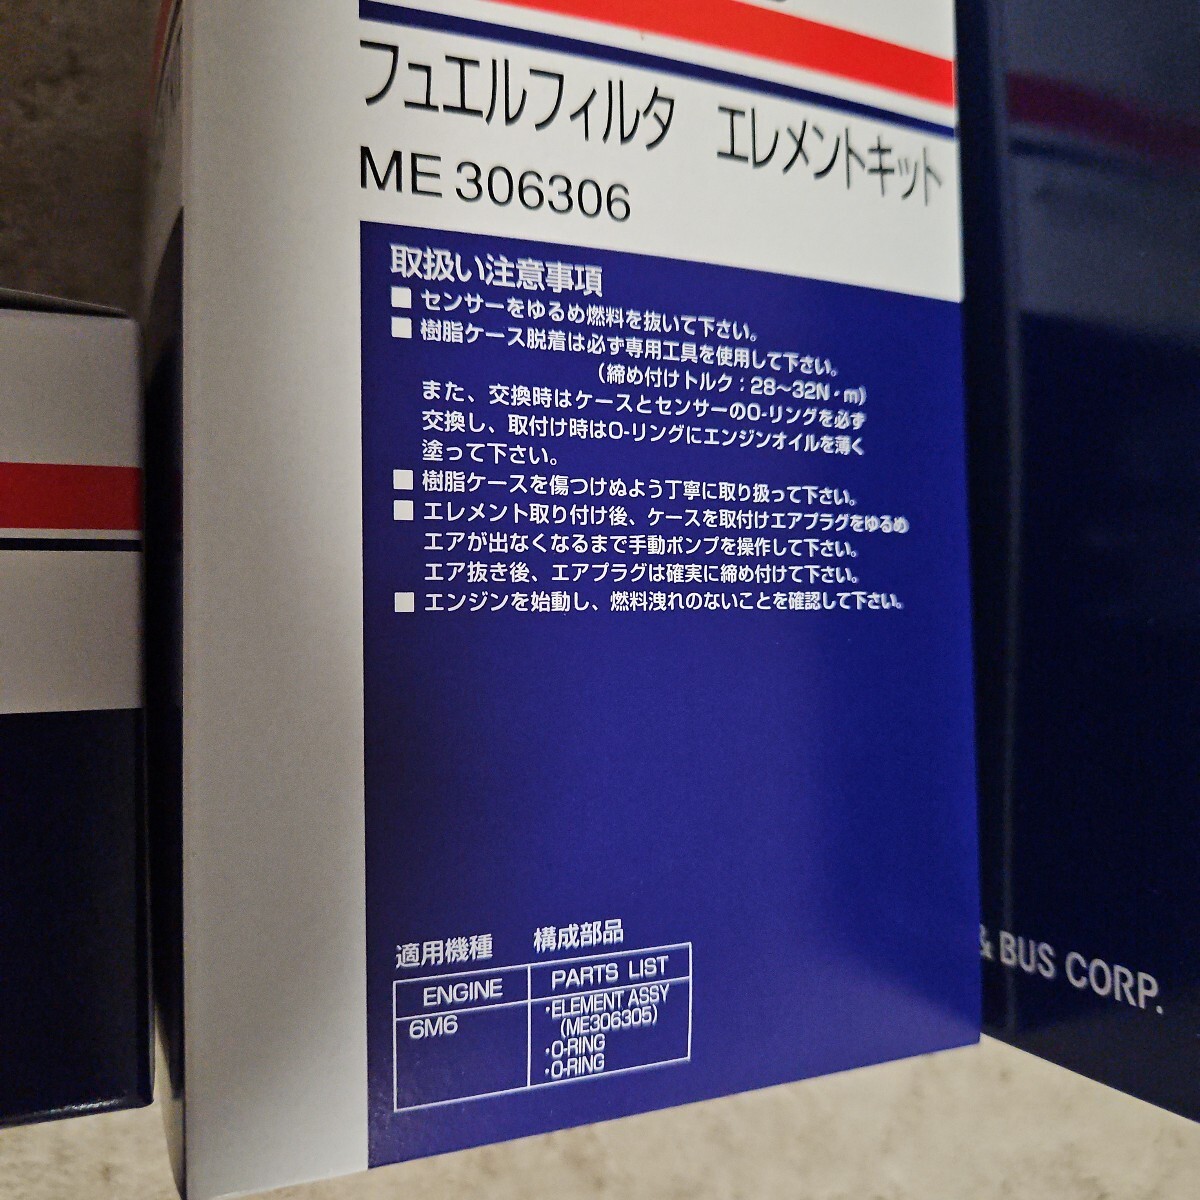 フュエルフィルタ エレメントキット
ME 306306
取扱い注意事項
■ センサーをゆるめ燃料を抜いて下さい。
■ 樹脂ケース脱着は必ず専用工具を使用して下さい。
(締め付けトルク:28～32N・m)
また、交換時はケースとセンサーのO-リングを必ず
交換し、取付け時はO-リングにエンジンオイルを薄く
塗って下さい。
■ 樹脂ケースを傷つけぬよう丁寧に取り扱って下さい。
■ エレメント取り付け後、ケースを取付けエアプラグをゆるめ
エアが出なくなるまで手動ポンプを操作して下さい。
エア抜き後、エアプラグは確実に締め付けて下さい。
■ エンジンを始動し、燃料洩れのないことを確認して下さい。
適用機種 構成部品
ENGINE PARTS LIST
6M6 ・ELEMENT ASSY
(ME306305)
・O-RING
・O-RING
& BUS CORP.